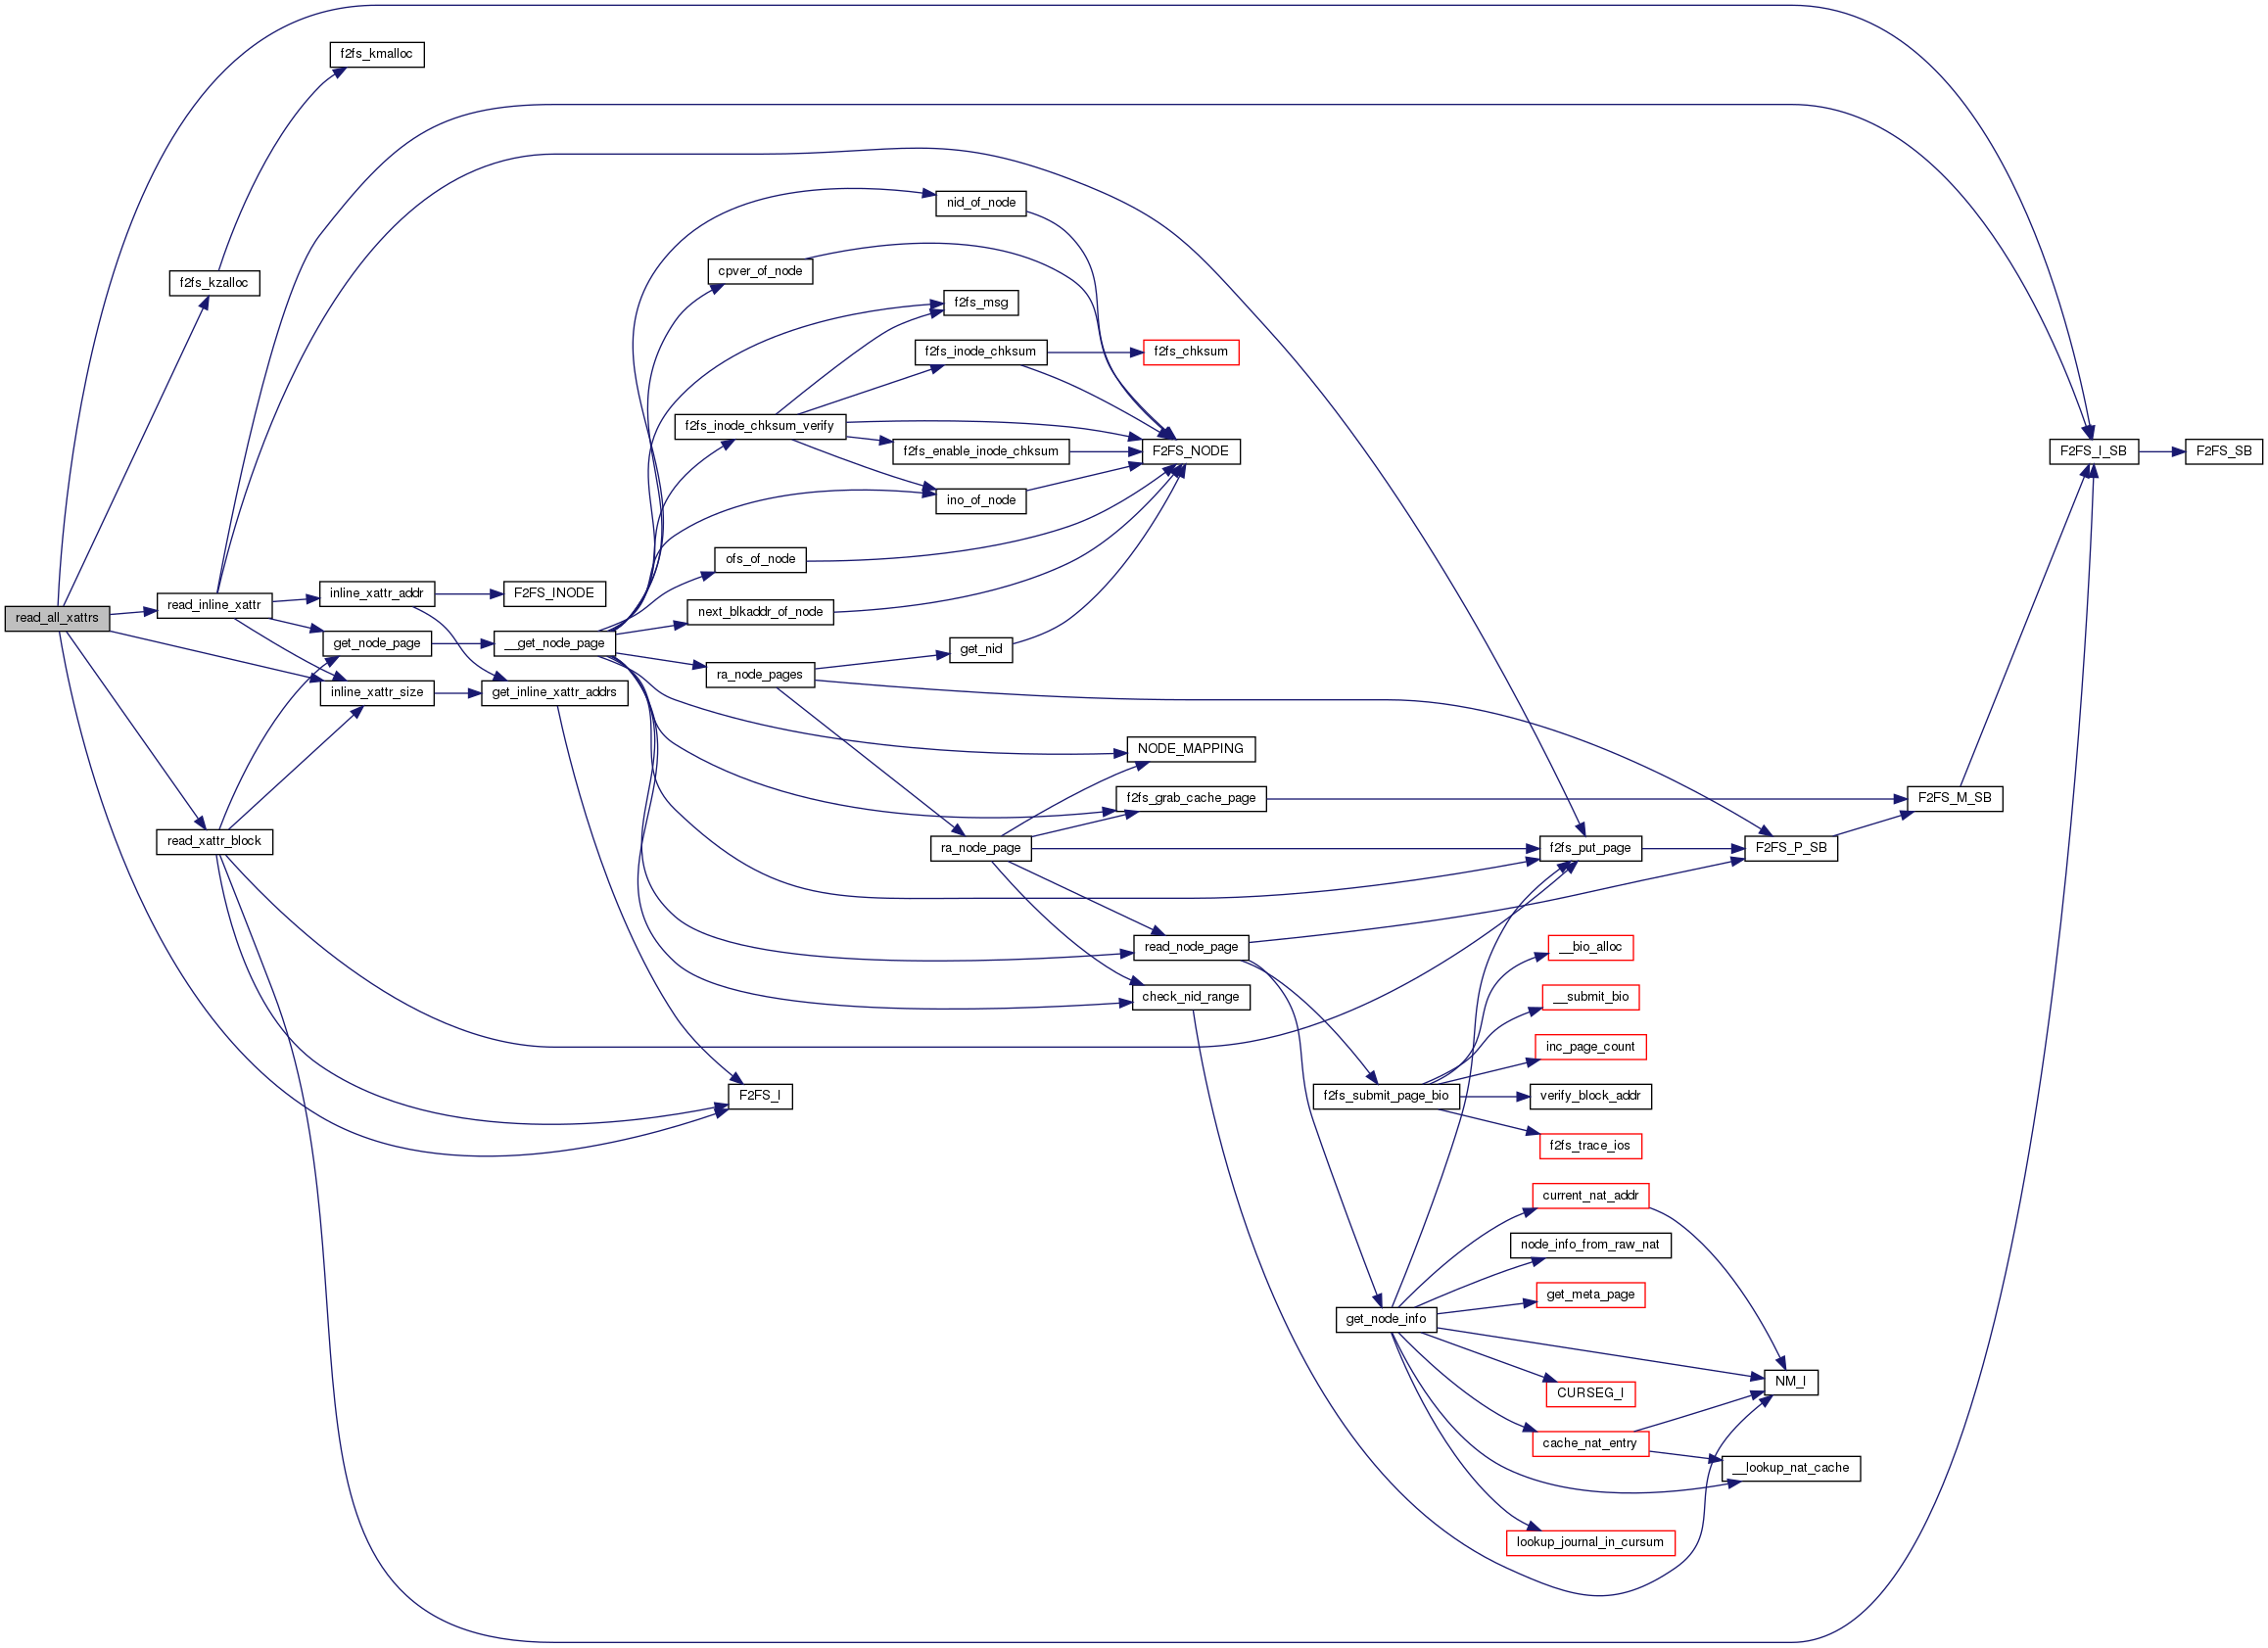 f2fs_kmalloc
nid_of_node
cpver_of_node
f2fs_kzalloc
f2fs_msg
f2fs_inode_chksum
f2fs_chksum
f2fs_inode_chksum_verify
f2fs_enable_inode_chksum
F2FS_NODE
F2FS_I_SB
F2FS_SB
ino_of_node
ofs_of_node
read_all_xattrs
read_inline_xattr
inline_xattr_addr
F2FS_INODE
next_blkaddr_of_node
get_node_page
__get_node_page
get_nid
ra_node_pages
inline_xattr_size
get_inline_xattr_addrs
NODE_MAPPING
f2fs_grab_cache_page
F2FS_M_SB
read_xattr_block
ra_node_page
f2fs_put_page
F2FS_P_SB
read_node_page
__bio_alloc
check_nid_range
__submit_bio
inc_page_count
F2FS_I
f2fs_submit_page_bio
verify_block_addr
f2fs_trace_ios
current_nat_addr
node_info_from_raw_nat
get_meta_page
get_node_info
NM_I
CURSEG_I
cache_nat_entry
__lookup_nat_cache
lookup_journal_in_cursum